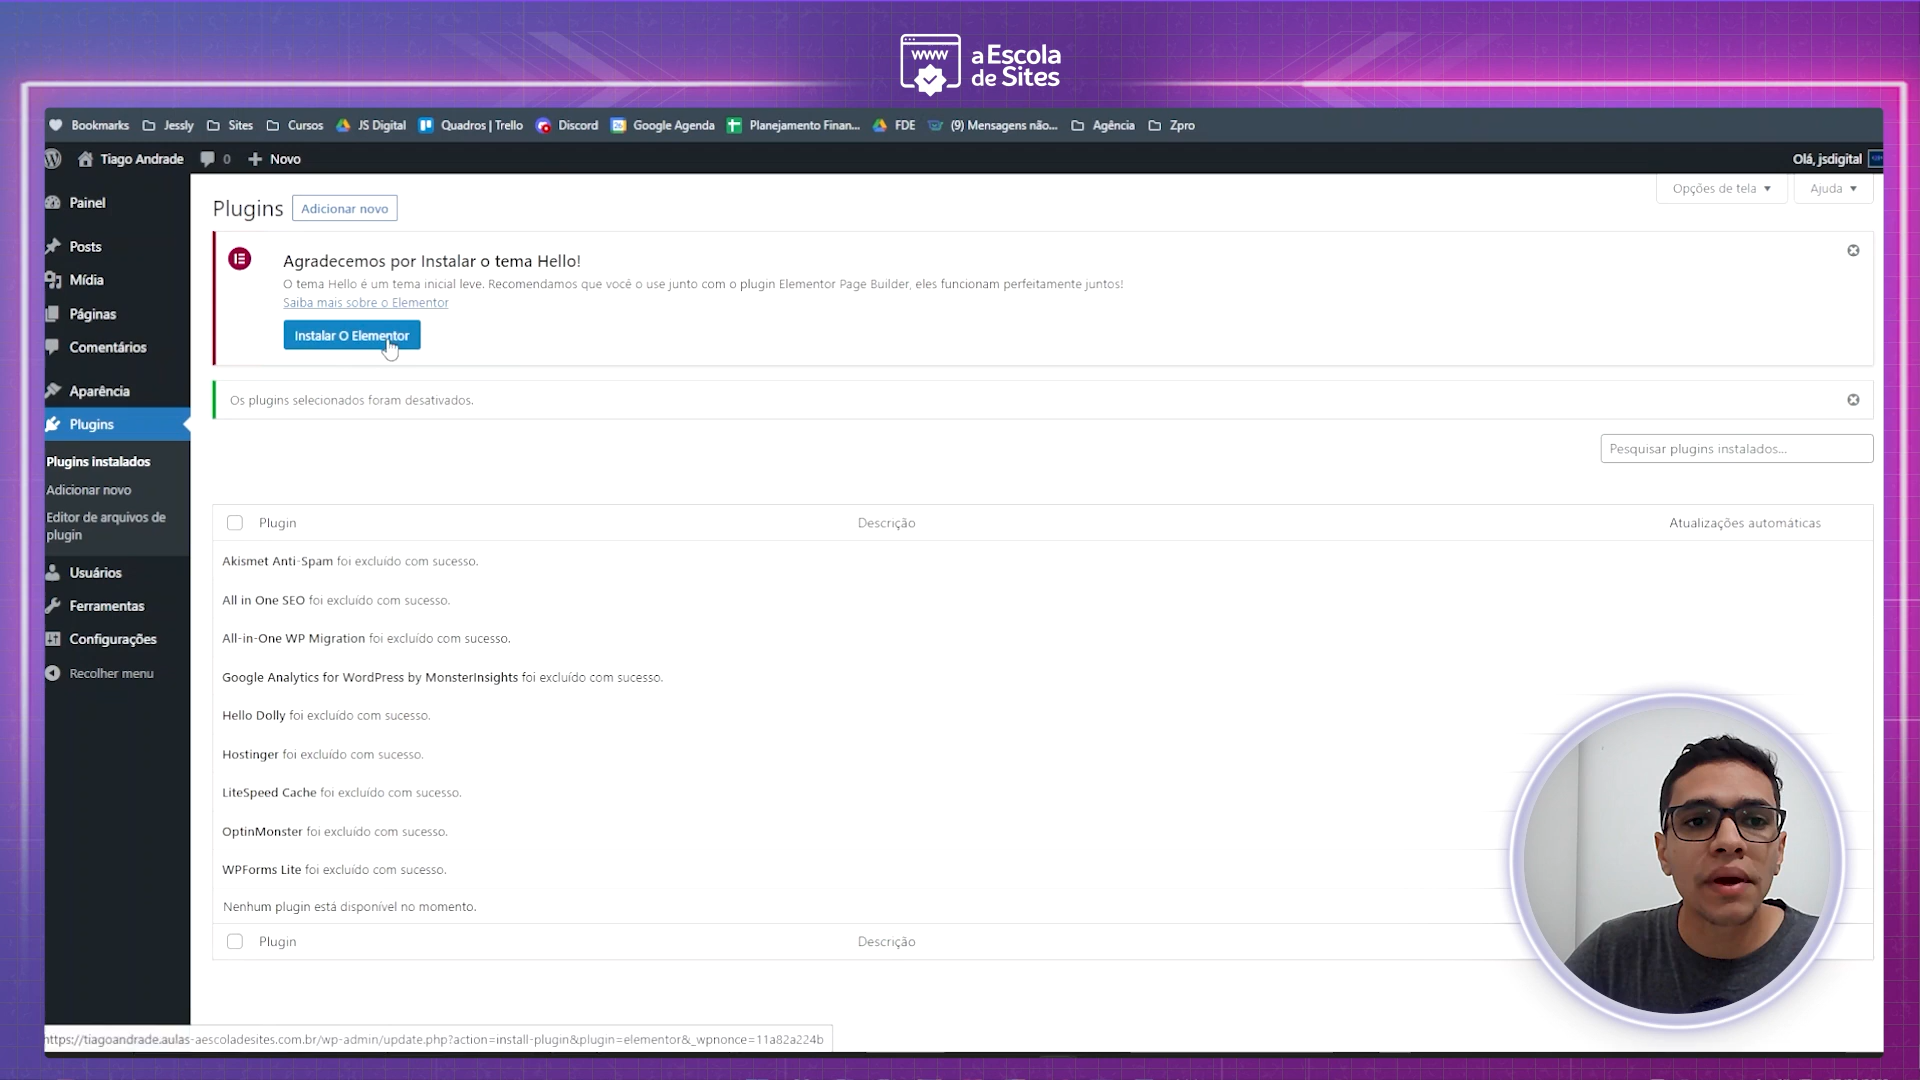 www
a Escola
de Sites
Bookmarks Jessly Sites Cursos JS Digital Quadros | Trello Discord Google Agenda Planejamento Finan... FDE (9) Mensagens não... Agência Zpro
Tiago Andrade 0 Novo Olá, jsdigital
Opções de tela Ajuda
Painel
Posts
Mídia
Páginas
Comentários
Aparência
Plugins
Plugins instalados
Adicionar novo
Editor de arquivos de
plugin
Usuários
Ferramentas
Configurações
Recolher menu
Plugins Adicionar novo
Agradecemos por Instalar o tema Hello!
O tema Hello é um tema inicial leve. Recomendamos que você o use junto com o plugin Elementor Page Builder, eles funcionam perfeitamente juntos!
Saiba mais sobre o Elementor
Instalar O Elementor
Os plugins selecionados foram desativados.
Pesquisar plugins instalados...
Plugin Descrição Atualizações automáticas
Akismet Anti-Spam foi excluído com sucesso.
All in One SEO foi excluído com sucesso.
All-in-One WP Migration foi excluído com sucesso.
Google Analytics for WordPress by MonsterInsights foi excluído com sucesso.
Hello Dolly foi excluído com sucesso.
Hostinger foi excluído com sucesso.
LiteSpeed Cache foi excluído com sucesso.
OptinMonster foi excluído com sucesso.
WPForms Lite foi excluído com sucesso.
Nenhum plugin está disponível no momento.
Plugin Descrição
https://tiagoandrade.aulas-aescoladesites.com.br/wp-admin/update.php?action=install-plugin&plugin=elementor&_wpnonce=11a82a224b